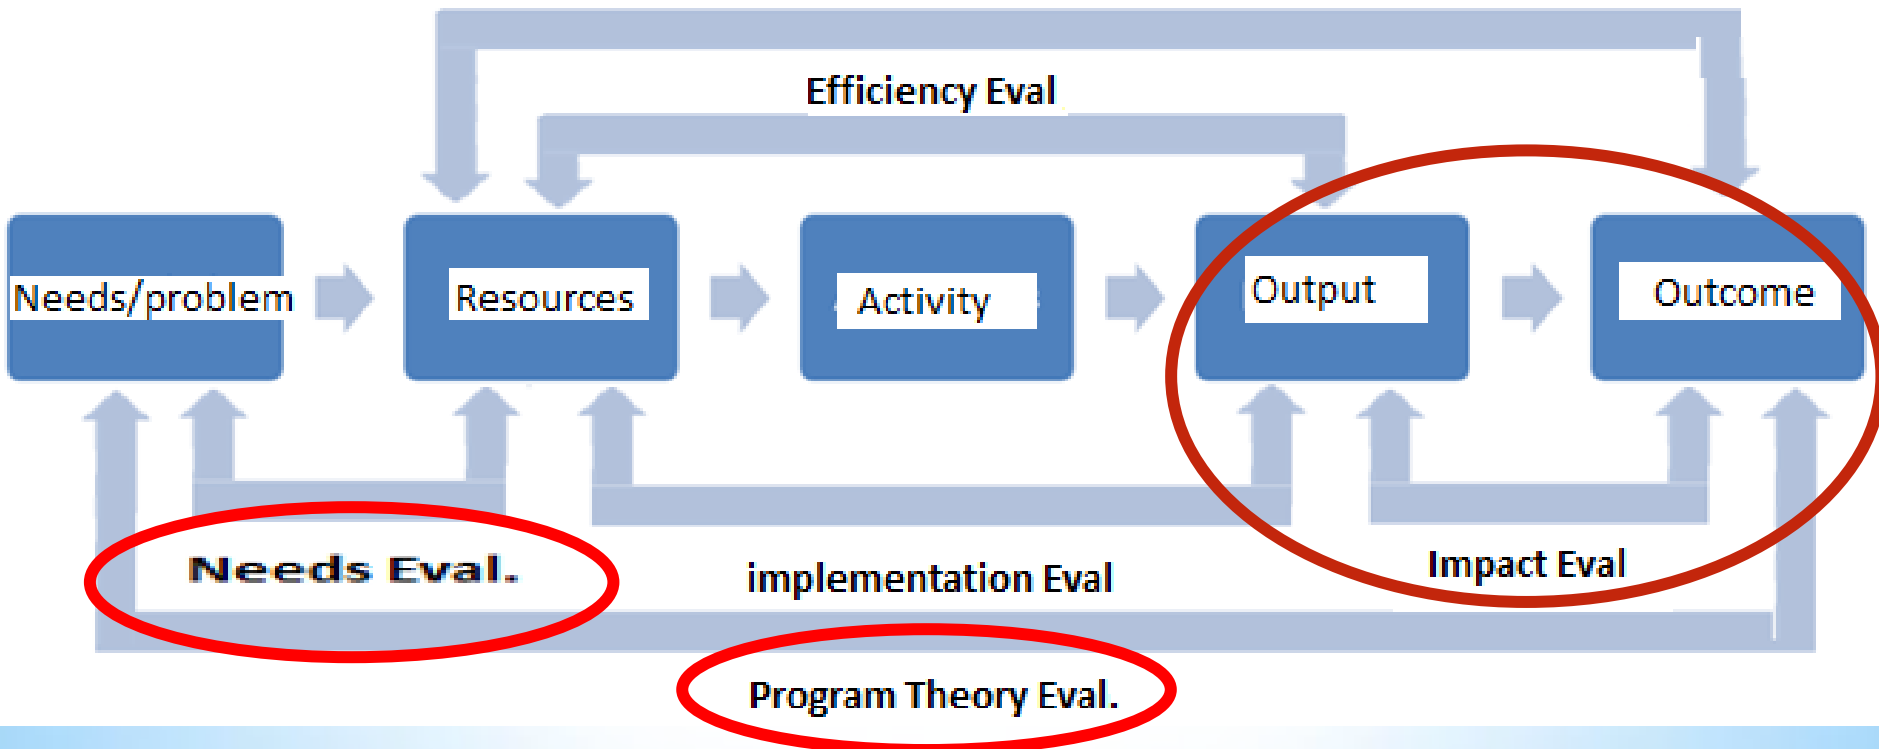 Efficiency Eval
Needs/problem
Resources
Activity
Output
Outcome
Needs Eval.
implementation Eval
Impact Eval
Program Theory Eval.